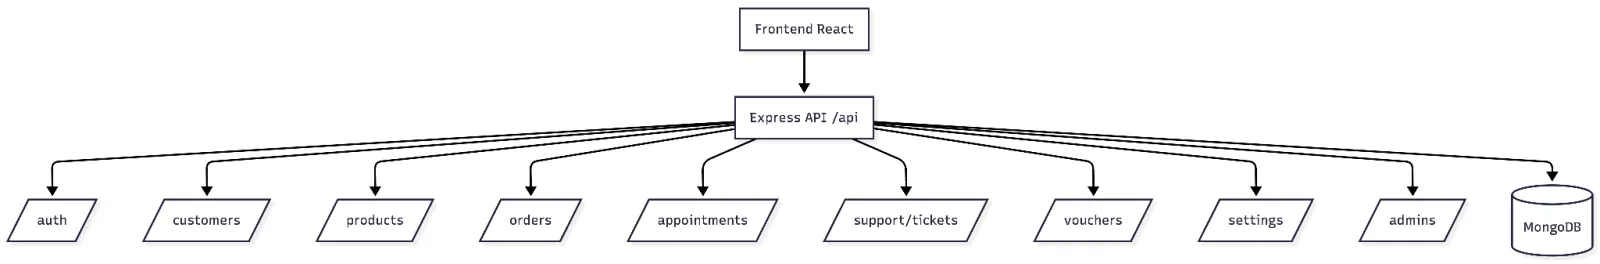 Frontend React
Express API /api
auth
customers
products
orders
appointments
support/tickets
vouchers
settings
admins
MongoDB